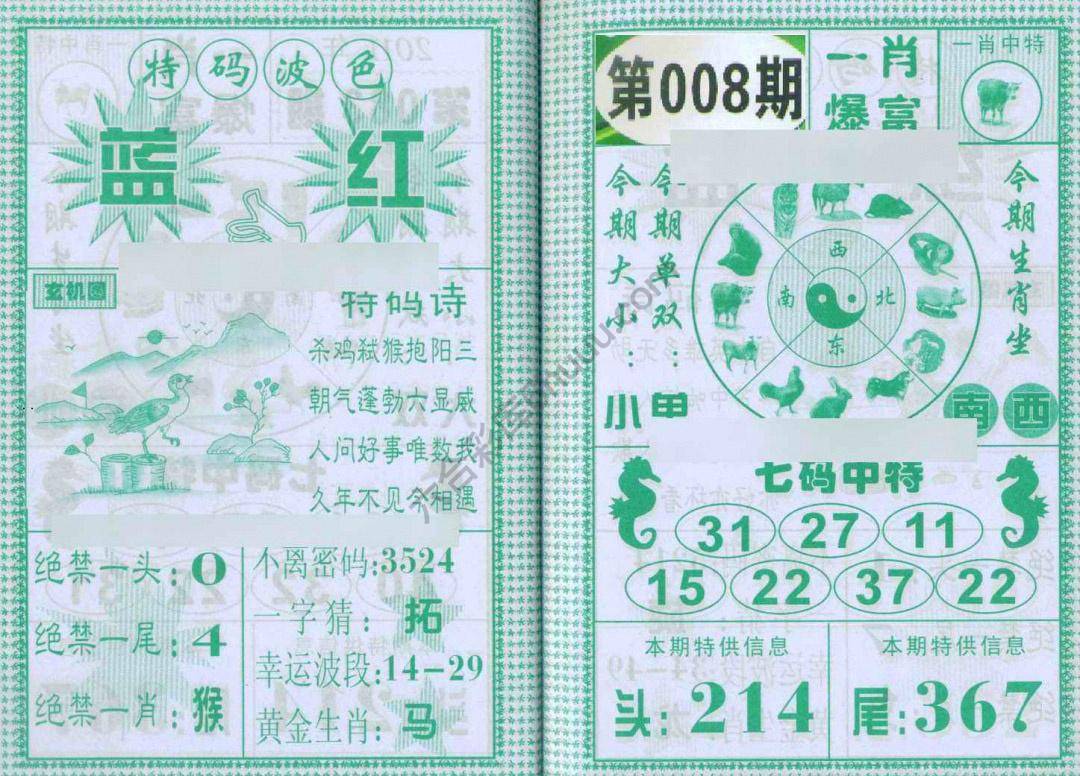 特码波色
蓝 红
玄机图
特码诗
杀鸡弑猴抱阳三
朝气蓬勃六显威
人问好事唯数我
久年不见今相遇
绝禁一头:0
绝禁一尾:4
绝禁一肖:猴
不离密码:3524
一字猜：拓
幸运波段:14-29
黄金生肖:马
第008期
一肖
爆富
一肖中特
今期大小：小
今期单双：甲
西
南
北
东
今期生肖坐
南西
七码中特
31 27 11
15 22 37 22
本期特供信息
头:214
本期特供信息
尾:367